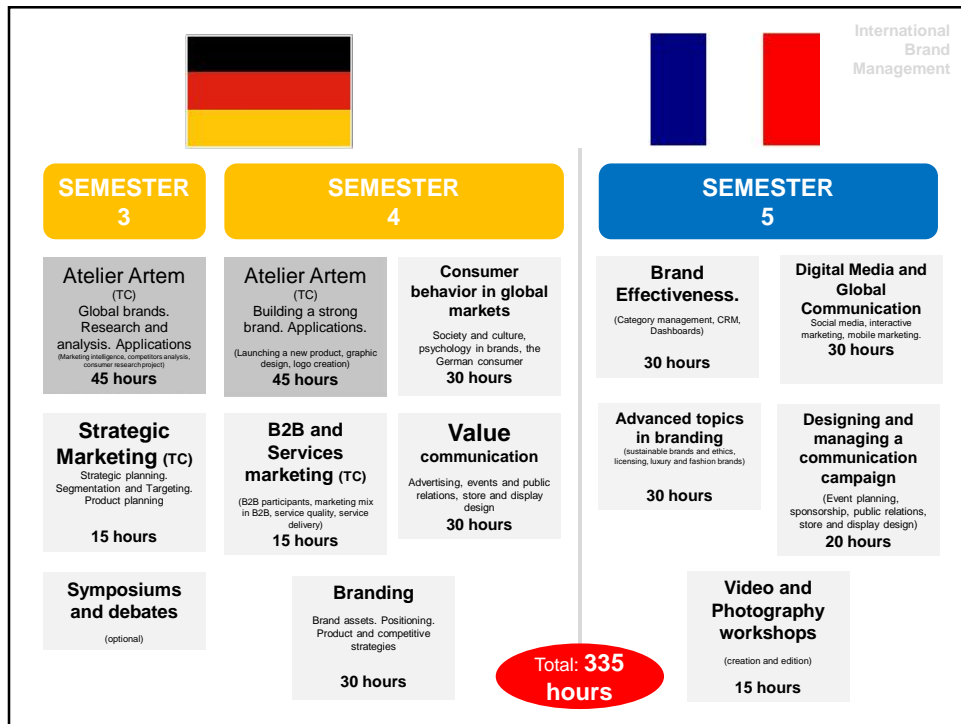 International
Brand
Management
SEMESTER
3
SEMESTER
4
SEMESTER
5
Atelier Artem
(TC)
Global brands.
Research and
analysis. Applications
(Marketing intelligence, competitors analysis,
consumer research project)
45 hours
Atelier Artem
(TC)
Building a strong
brand. Applications.
(Launching a new product, graphic
design, logo creation)
45 hours
Consumer
behavior in global
markets
Society and culture,
psychology in brands, the
German consumer
30 hours
Brand
Effectiveness.
(Category management, CRM,
Dashboards)
30 hours
Digital Media and
Global
Communication
Social media, interactive
marketing, mobile marketing.
30 hours
Strategic
Marketing (TC)
Strategic planning.
Segmentation and Targeting.
Product planning
15 hours
B2B and
Services
marketing (TC)
(B2B participants, marketing mix
in B2B, service quality, service
delivery)
15 hours
Value
communication
Advertising, events and public
relations, store and display
design
30 hours
Advanced topics
in branding
(sustainable brands and ethics,
licensing, luxury and fashion brands)
30 hours
Designing and
managing a
communication
campaign
(Event planning,
sponsorship, public relations,
store and display design)
20 hours
Symposiums
and debates
(optional)
Branding
Brand assets. Positioning.
Product and competitive
strategies
30 hours
Total: 335
hours
Video and
Photography
workshops
(creation and edition)
15 hours